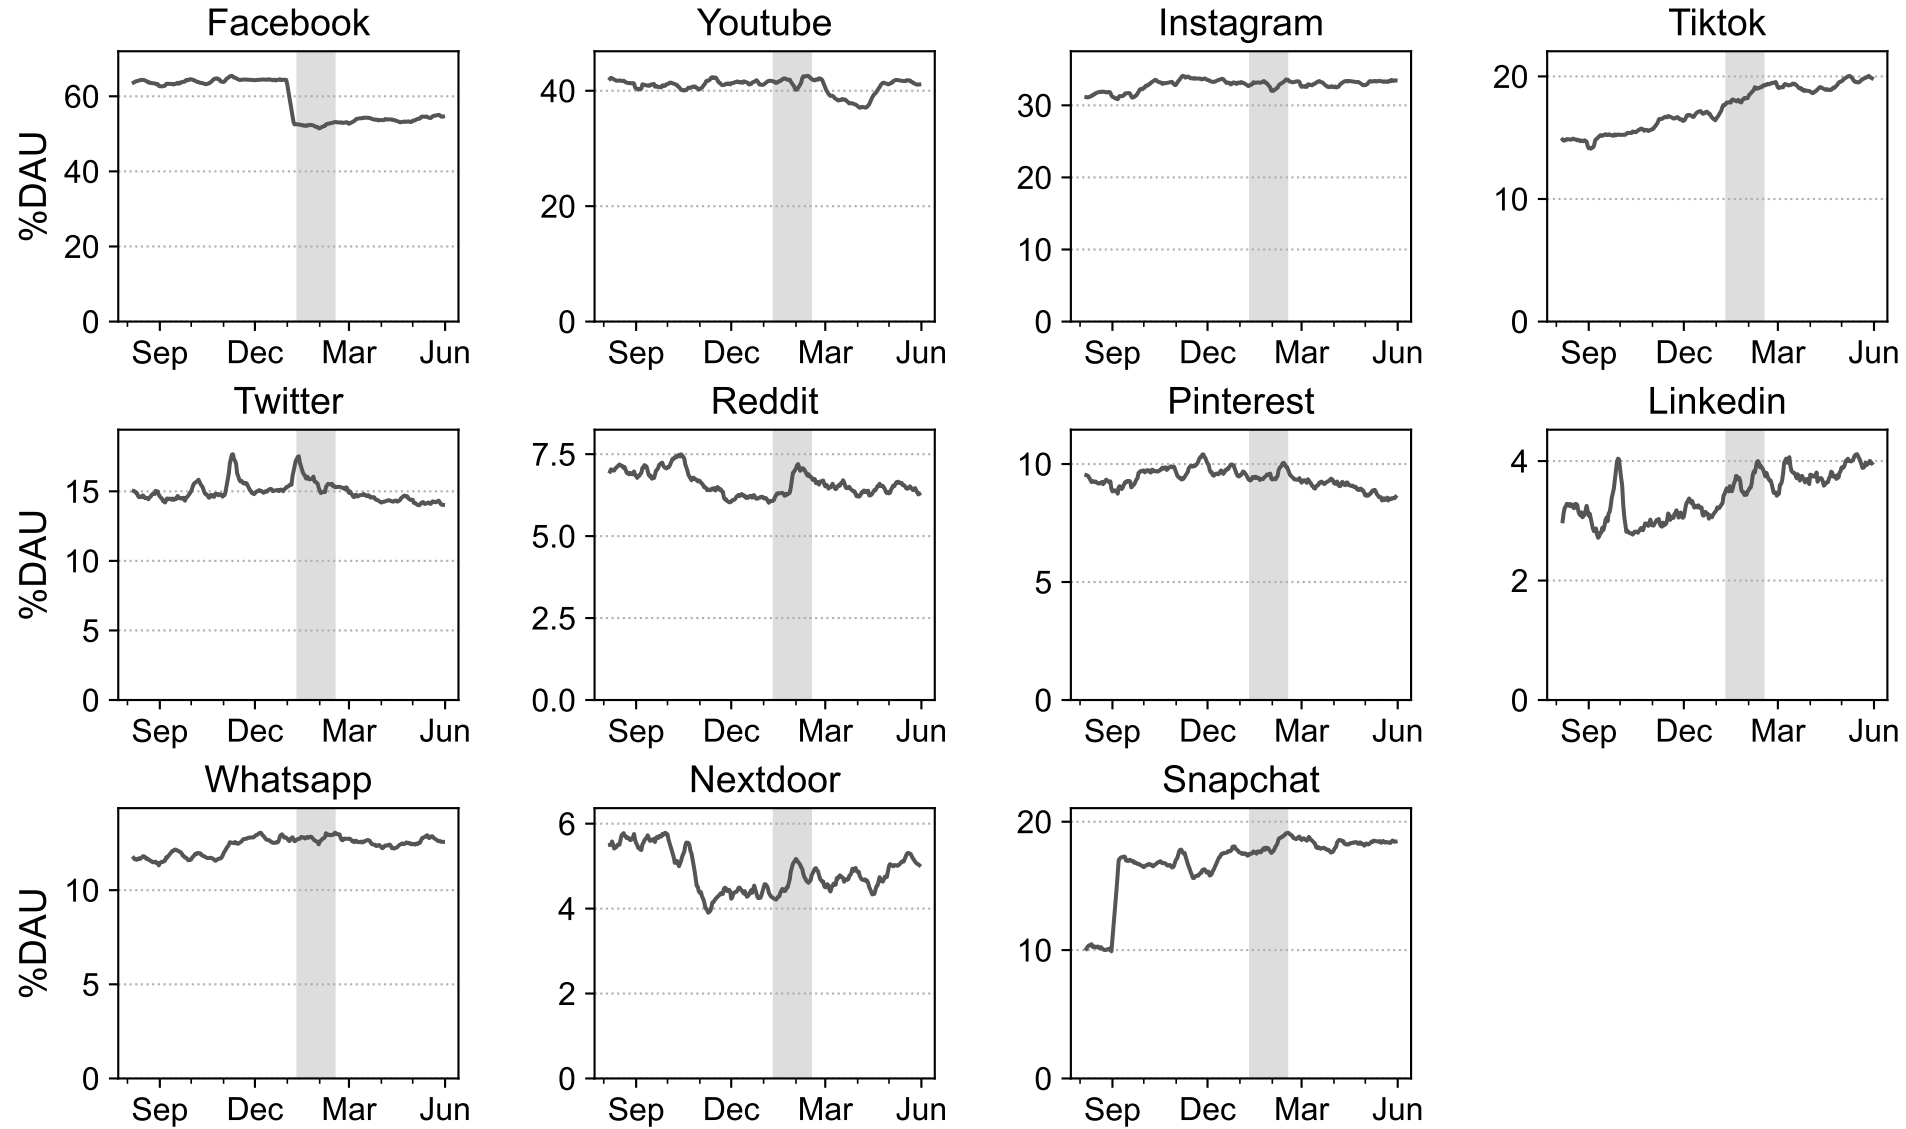 Facebook
Youtube
Instagram
Tiktok
%DAU
60
40
20
0
Sep Dec Mar Jun
40
20
0
Sep Dec Mar Jun
30
20
10
0
Sep Dec Mar Jun
20
10
0
Sep Dec Mar Jun
Twitter
Reddit
Pinterest
Linkedin
%DAU
15
10
5
0
Sep Dec Mar Jun
7.5
5.0
2.5
0.0
Sep Dec Mar Jun
10
5
0
Sep Dec Mar Jun
4
2
0
Sep Dec Mar Jun
Whatsapp
Nextdoor
Snapchat
%DAU
10
5
0
Sep Dec Mar Jun
6
4
2
0
Sep Dec Mar Jun
20
10
0
Sep Dec Mar Jun